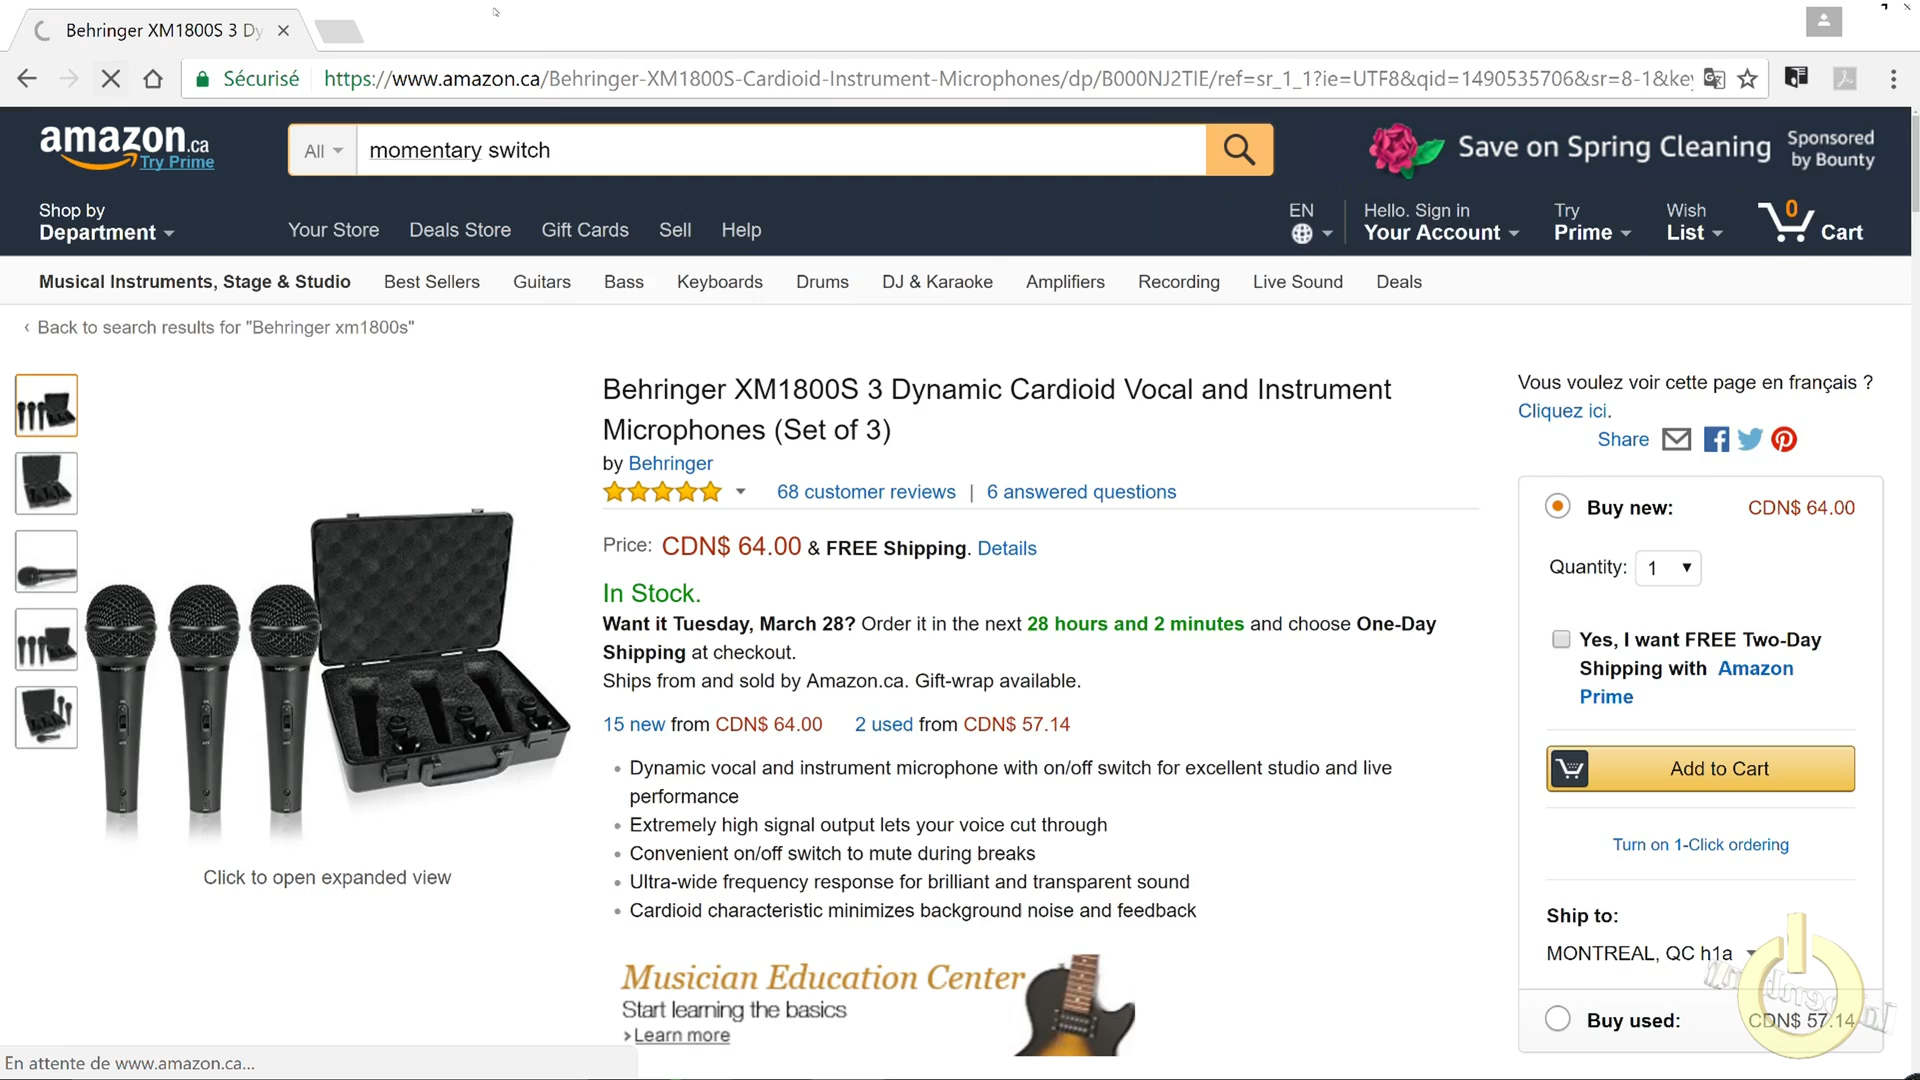 Behringer XM1800S 3 Dy
Sécurisé
https://www.amazon.ca/Behringer-XM1800S-Cardioid-Instrument-Microphones/dp/B000NJ2TIE/ref=sr_1_1?ie=UTF8&qid=1490535706&sr=8-1&key
amazon.ca
Try Prime
All
momentary switch
Save on Spring Cleaning
Sponsored
by Bounty
Shop by
Department
Your Store
Deals Store
Gift Cards
Sell
Help
EN
Hello. Sign in
Your Account
Try
Prime
Wish
List
0
Cart
Musical Instruments, Stage & Studio
Best Sellers
Guitars
Bass
Keyboards
Drums
DJ & Karaoke
Amplifiers
Recording
Live Sound
Deals
‹ Back to search results for "Behringer xm1800s"
Click to open expanded view
Behringer XM1800S 3 Dynamic Cardioid Vocal and Instrument
Microphones (Set of 3)
by Behringer
68 customer reviews | 6 answered questions
Price: CDN$ 64.00 & FREE Shipping. Details
In Stock.
Want it Tuesday, March 28? Order it in the next 28 hours and 2 minutes and choose One-Day
Shipping at checkout.
Ships from and sold by Amazon.ca. Gift-wrap available.
15 new from CDN$ 64.00 2 used from CDN$ 57.14
• Dynamic vocal and instrument microphone with on/off switch for excellent studio and live
performance
• Extremely high signal output lets your voice cut through
• Convenient on/off switch to mute during breaks
• Ultra-wide frequency response for brilliant and transparent sound
• Cardioid characteristic minimizes background noise and feedback
Musician Education Center
Start learning the basics
›Learn more
Vous voulez voir cette page en français ?
Cliquez ici.
Share
Buy new: CDN$ 64.00
Quantity: 1
Yes, I want FREE Two-Day
Shipping with Amazon
Prime
Add to Cart
Turn on 1-Click ordering
Ship to:
MONTREAL, QC h1a
Buy used: CDN$ 57.14
En attente de www.amazon.ca...